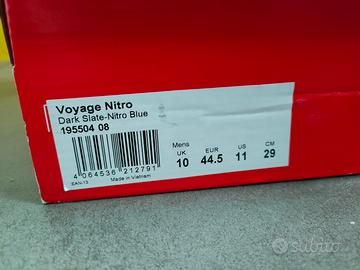 Voyage Nitro
Dark Slate-Nitro Blue
195504 08
Mens
UK EUR US CM
10 44.5 11 29
4 064536 212791
EAN-13 Made in Vietnam
subito